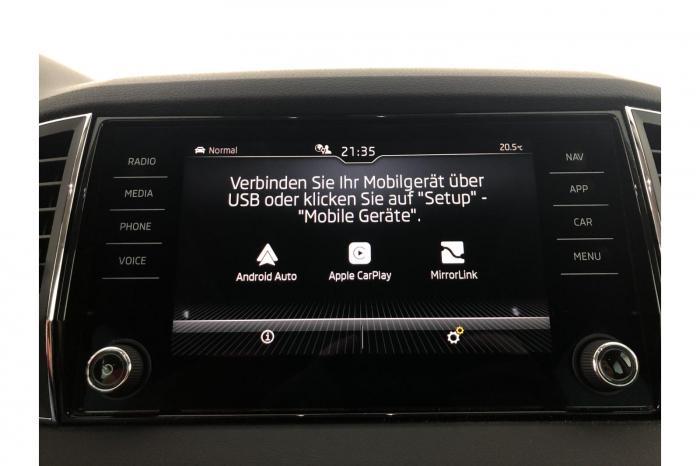 Normal
21:35
20.5°C
RADIO
MEDIA
PHONE
VOICE
Verbinden Sie Ihr Mobilgerät über
USB oder klicken Sie auf "Setup" -
"Mobile Geräte".
Android Auto
Apple CarPlay
MirrorLink
NAV
APP
CAR
MENU